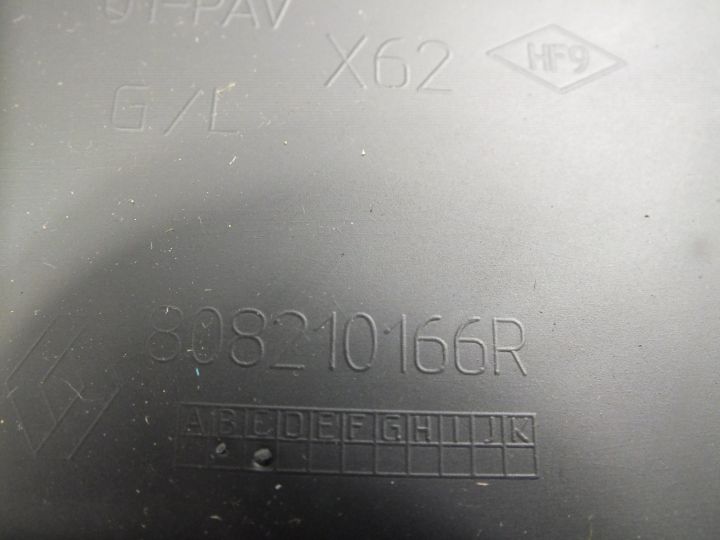 X62
HF9
G/L
808210166R
A B C D E F G H I J K